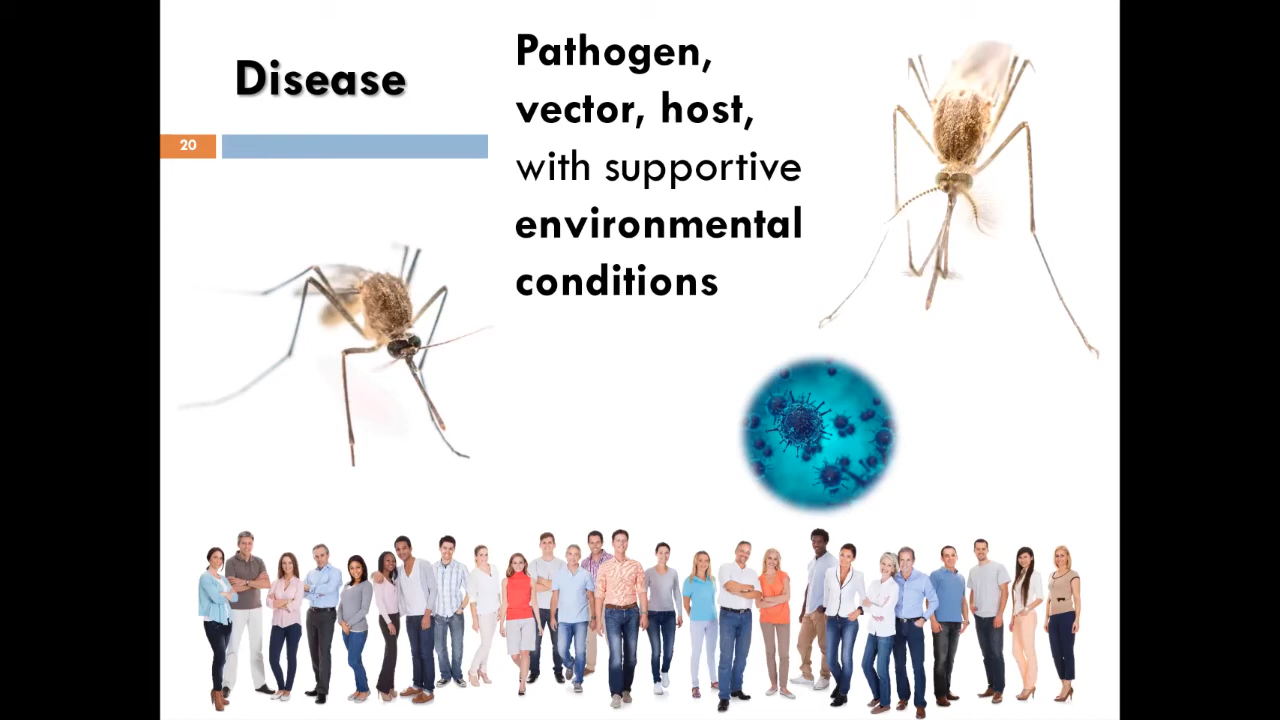 Disease
20
Pathogen,
vector, host,
with supportive
environmental
conditions